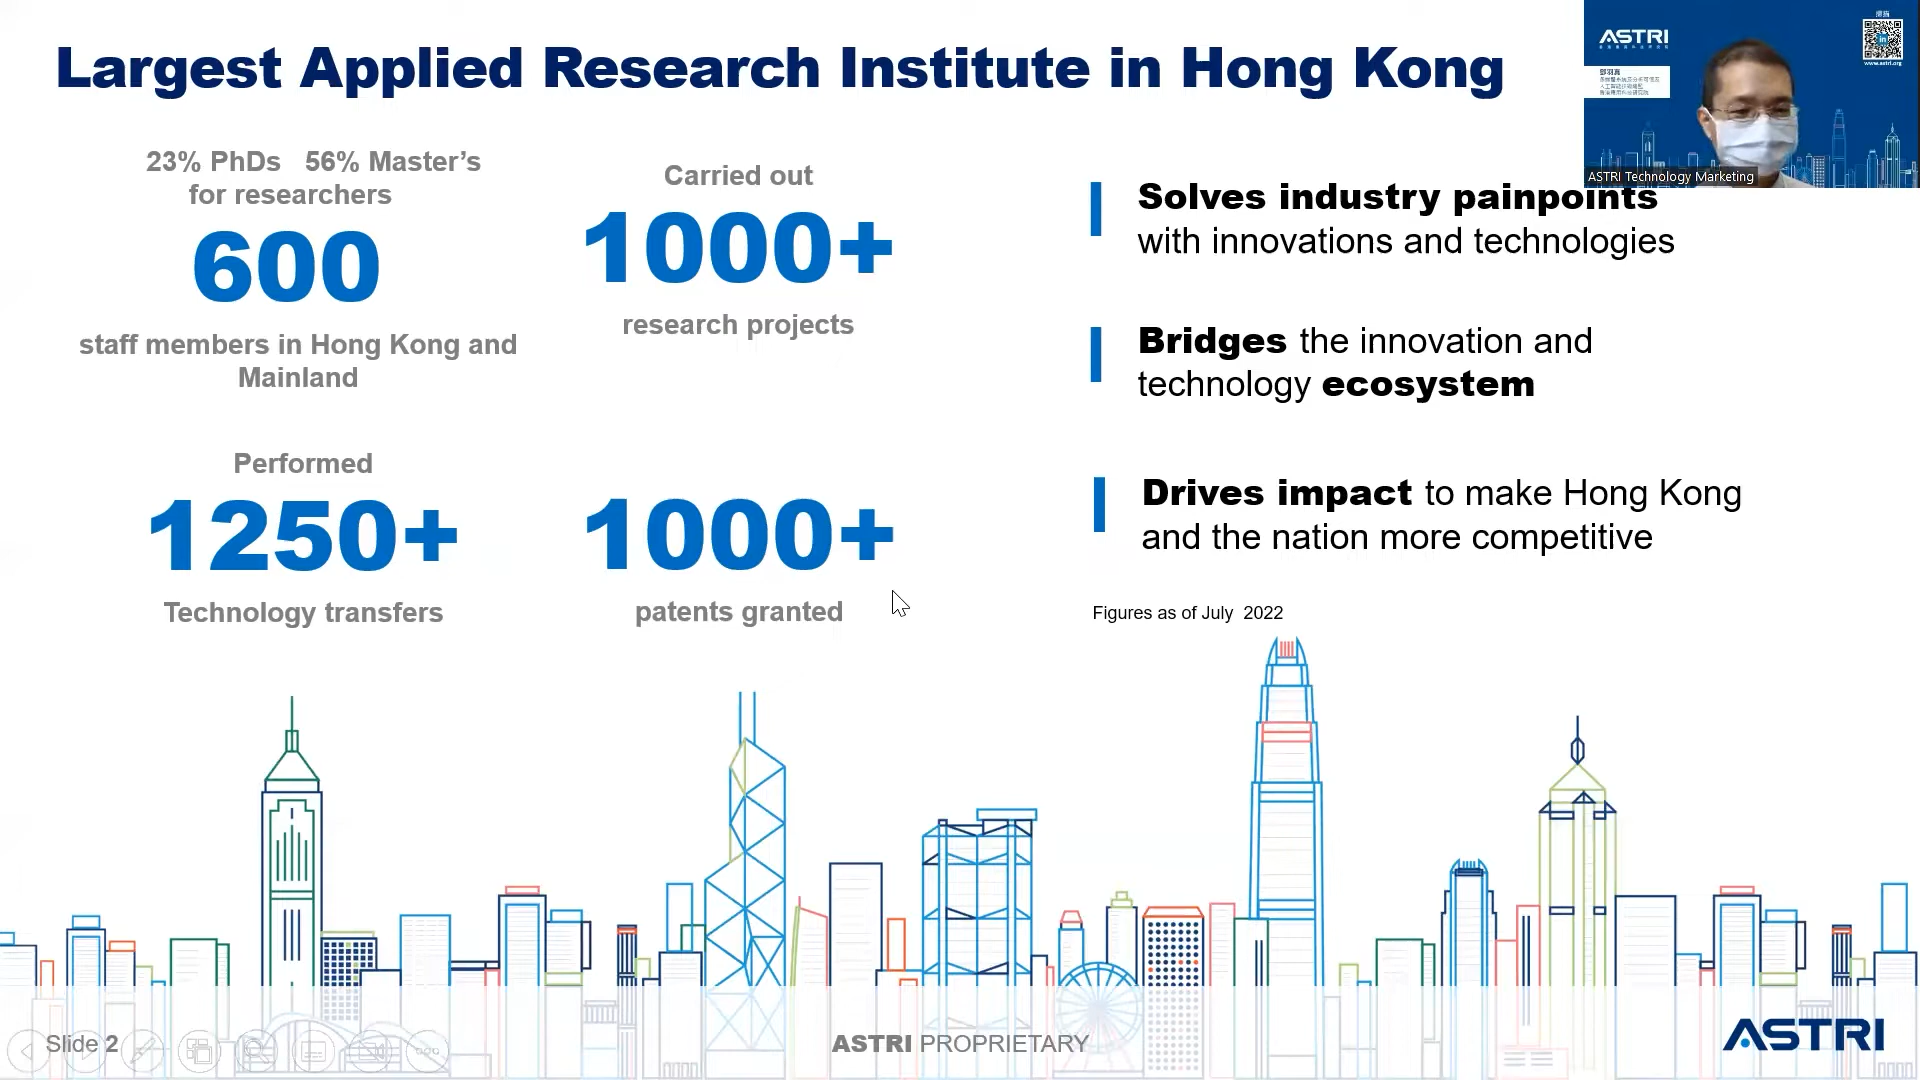 Largest Applied Research Institute in Hong Kong
23% PhDs 56% Master’s
for researchers
600
staff members in Hong Kong and
Mainland
Carried out
1000+
research projects
Performed
1250+
Technology transfers
1000+
patents granted
Solves industry painpoints
with innovations and technologies
Bridges the innovation and
technology ecosystem
Drives impact to make Hong Kong
and the nation more competitive
Figures as of July 2022
ASTRI
www.astri.org
ASTRI Technology Marketing
Slide 2
ASTRI PROPRIETARY
ASTRI